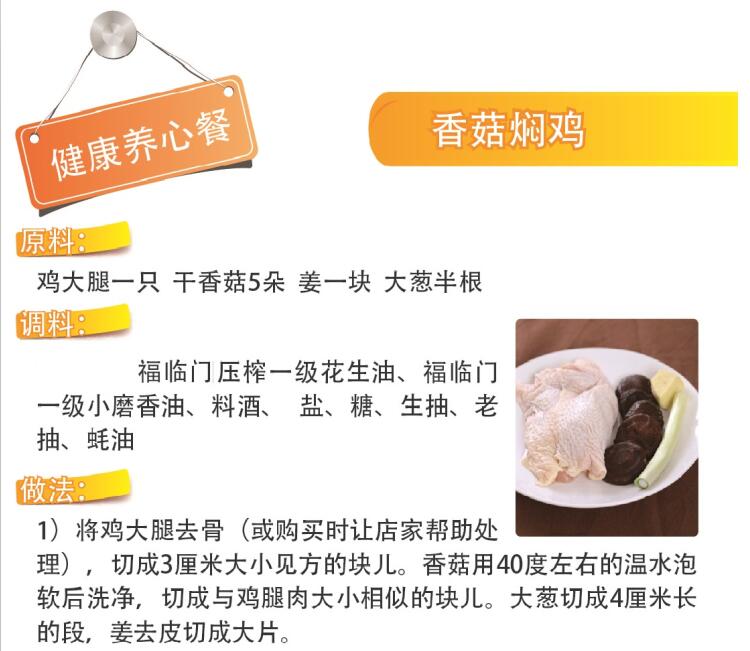 健康养心餐
香菇焖鸡
原料：
鸡大腿一只 干香菇5朵 姜一块 大葱半根
调料：
福临门压榨一级花生油、福临门
一级小磨香油、料酒、 盐、糖、生抽、老
抽、蚝油
做法：
1）将鸡大腿去骨（或购买时让店家帮助处
理），切成3厘米大小见方的块儿。香菇用40度左右的温水泡
软后洗净，切成与鸡腿肉大小相似的块儿。大葱切成4厘米长
的段，姜去皮切成大片。